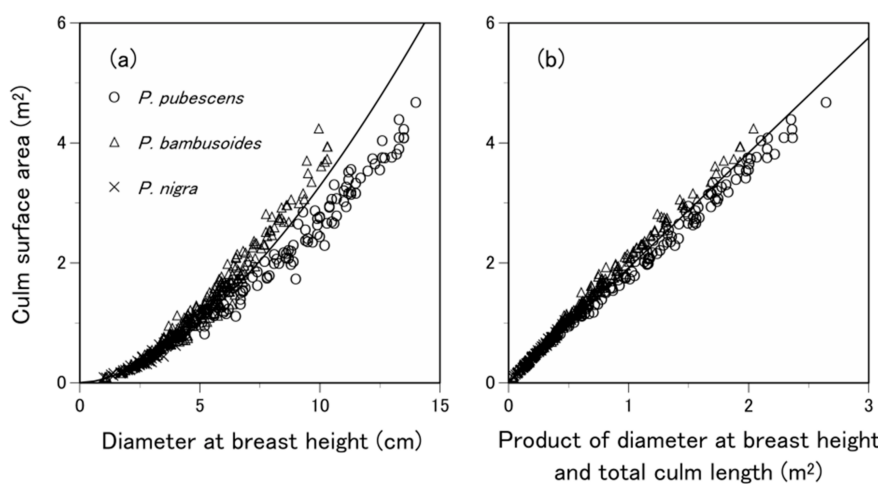 Culm surface area (m²)
6
4
2
0
(a)
P. pubescens
P. bambusoides
P. nigra
0 5 10 15
Diameter at breast height (cm)
6
4
2
0
(b)
0 1 2 3
Product of diameter at breast height
and total culm length (m²)